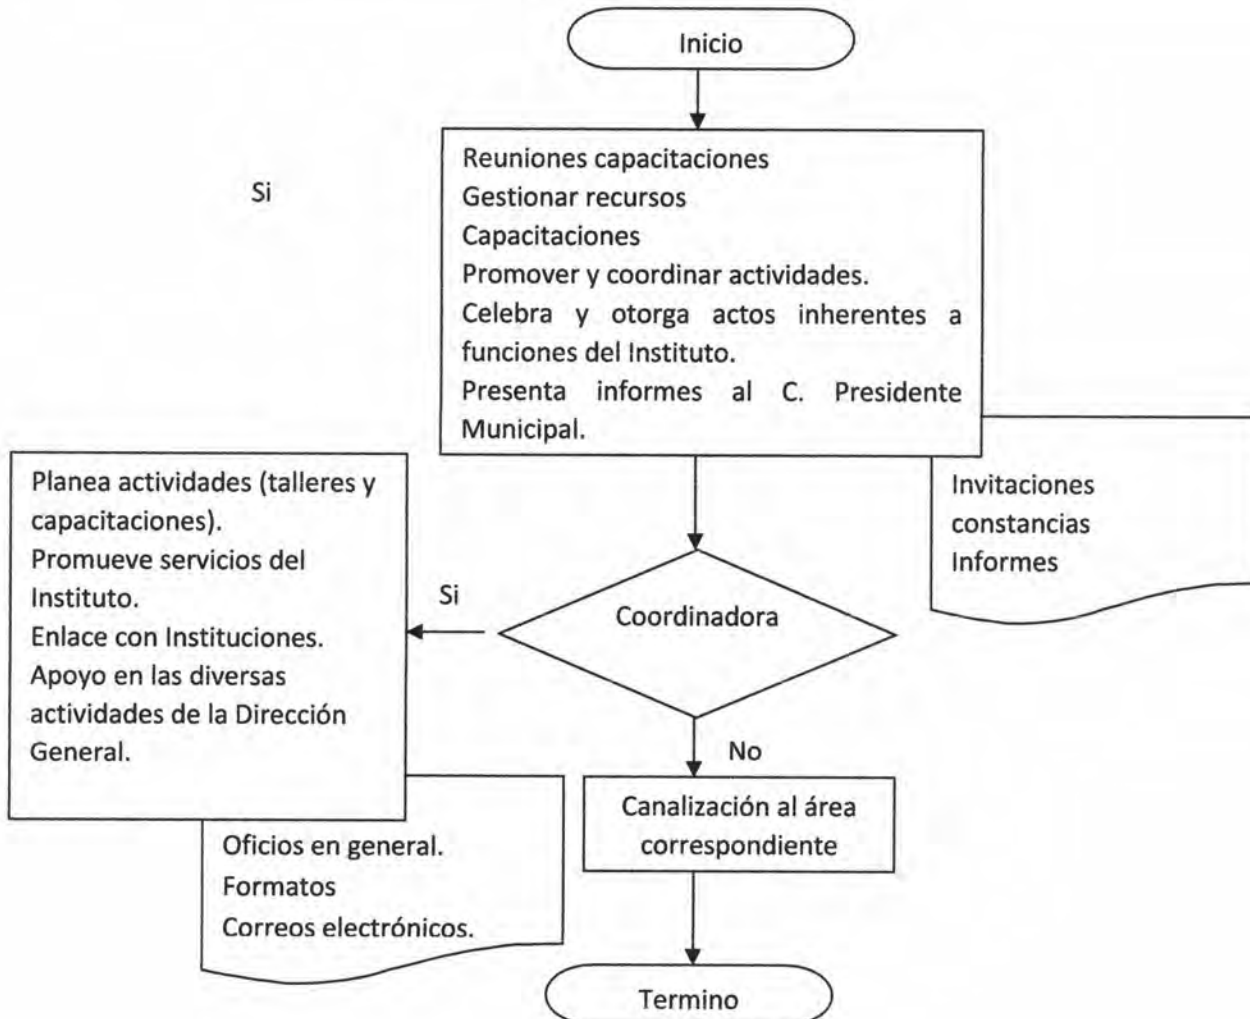 Inicio
Si
Reuniones capacitaciones
Gestionar recursos
Capacitaciones
Promover y coordinar actividades.
Celebra y otorga actos inherentes a
funciones del Instituto.
Presenta informes al C. Presidente
Municipal.
Invitaciones
constancias
Informes
Coordinadora
Si
Planea actividades (talleres y
capacitaciones).
Promueve servicios del
Instituto.
Enlace con Instituciones.
Apoyo en las diversas
actividades de la Dirección
General.
Oficios en general.
Formatos
Correos electrónicos.
No
Canalización al área
correspondiente
Termino